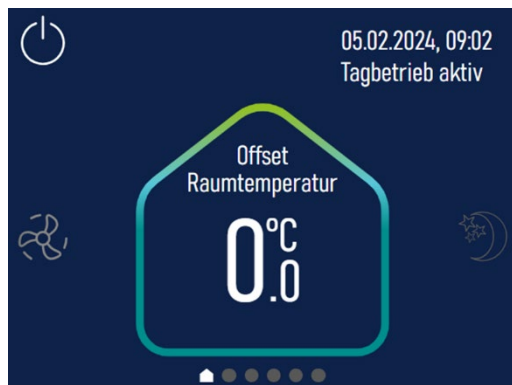 05.02.2024, 09:02
Tagbetrieb aktiv
Offset
Raumtemperatur
0.0°C